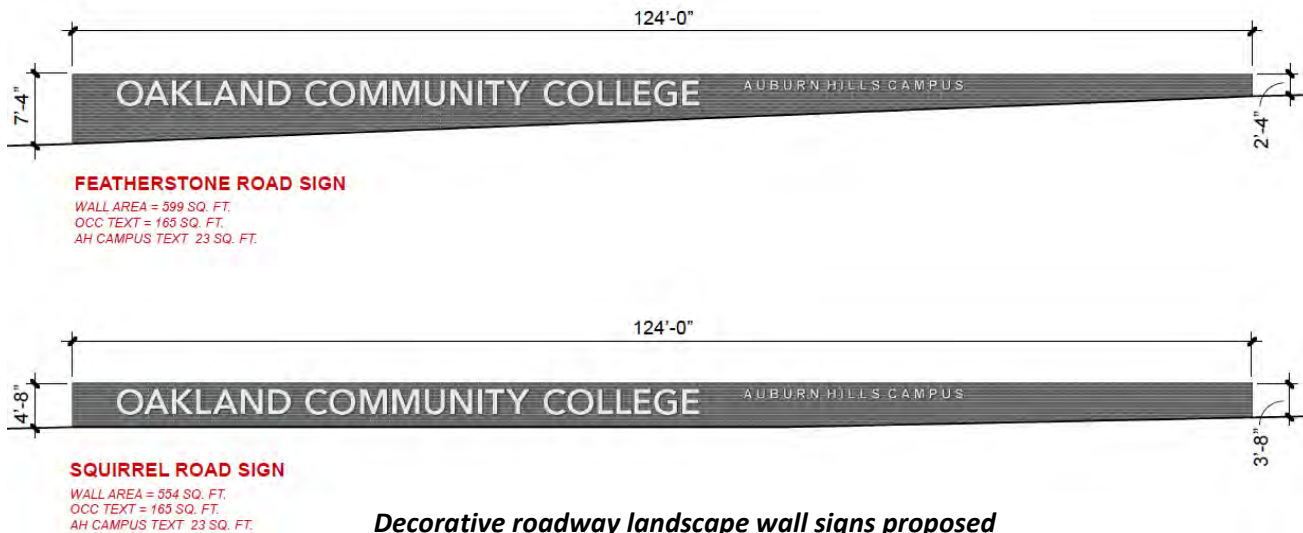 124'-0"
OAKLAND COMMUNITY COLLEGE AUBURN HILLS CAMPUS
7'-4"
2'-4"
FEATHERSTONE ROAD SIGN
WALL AREA = 599 SQ. FT.
OCC TEXT = 165 SQ. FT.
AH CAMPUS TEXT 23 SQ. FT.
124'-0"
OAKLAND COMMUNITY COLLEGE AUBURN HILLS CAMPUS
4'-8"
3'-8"
SQUIRREL ROAD SIGN
WALL AREA = 554 SQ. FT.
OCC TEXT = 165 SQ. FT.
AH CAMPUS TEXT 23 SQ. FT.
Decorative roadway landscape wall signs proposed